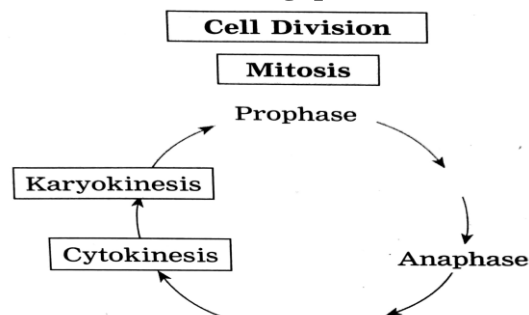 Cell Division
Mitosis
Prophase
Karyokinesis
Cytokinesis
Anaphase